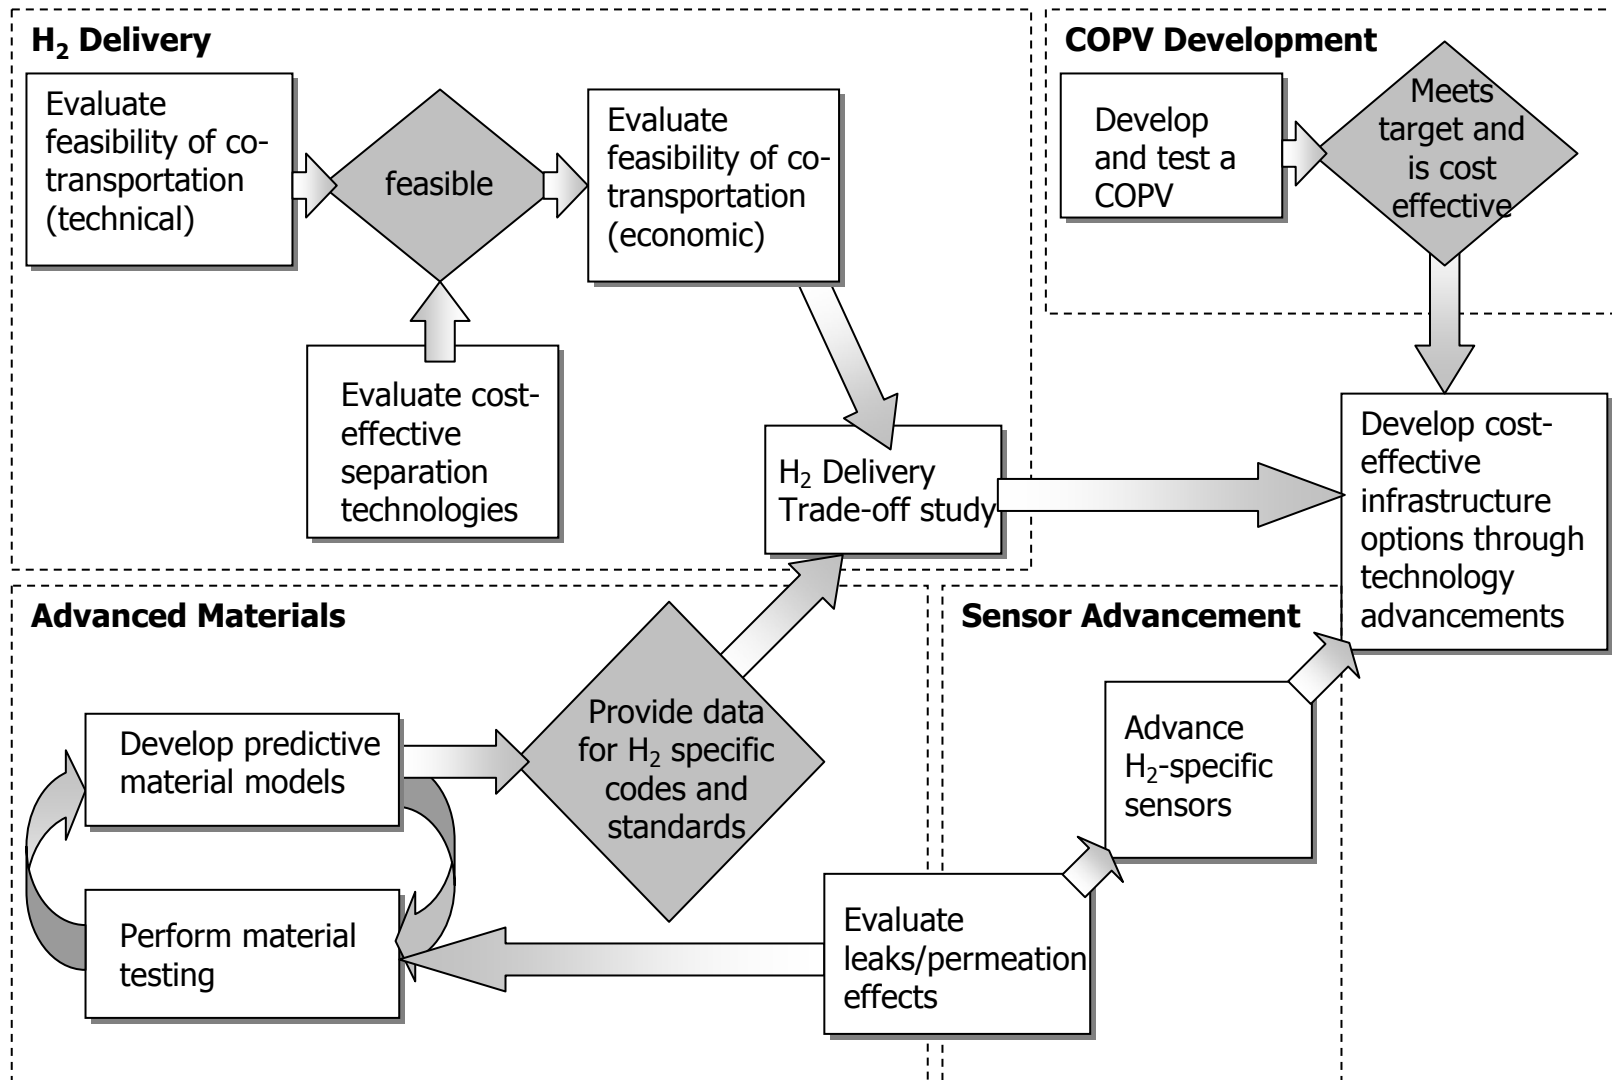 H₂ Delivery
Evaluate
feasibility of co-
transportation
(technical)
feasible
Evaluate
feasibility of co-
transportation
(economic)
Evaluate cost-
effective
separation
technologies
H₂ Delivery
Trade-off study
COPV Development
Develop
and test a
COPV
Meets
target and
is cost
effective
Develop cost-
effective
infrastructure
options through
technology
advancements
Advanced Materials
Develop predictive
material models
Provide data
for H₂ specific
codes and
standards
Perform material
testing
Sensor Advancement
Advance
H₂-specific
sensors
Evaluate
leaks/permeation
effects